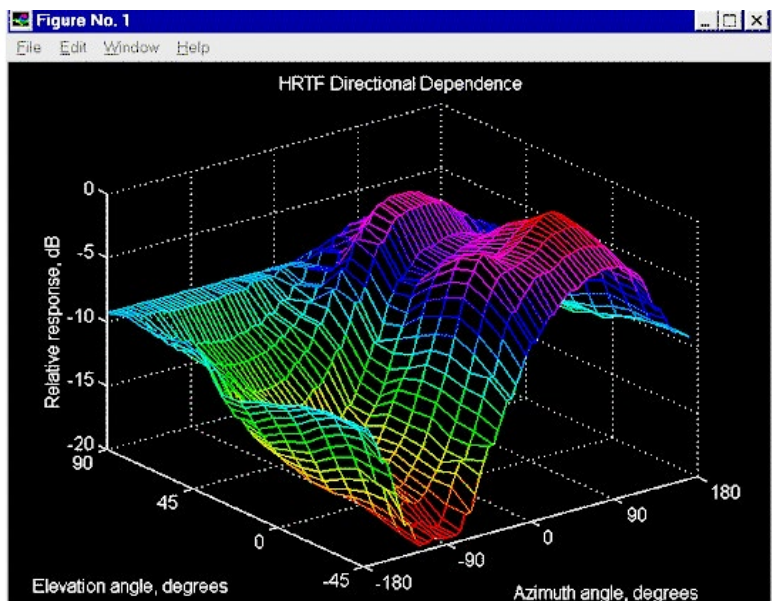 Figure No. 1
File Edit Window Help
HRTF Directional Dependence
Relative response, dB
0
-5
-10
-15
-20
90
45
0
-45
-180
-90
0
90
180
Elevation angle, degrees
Azimuth angle, degrees